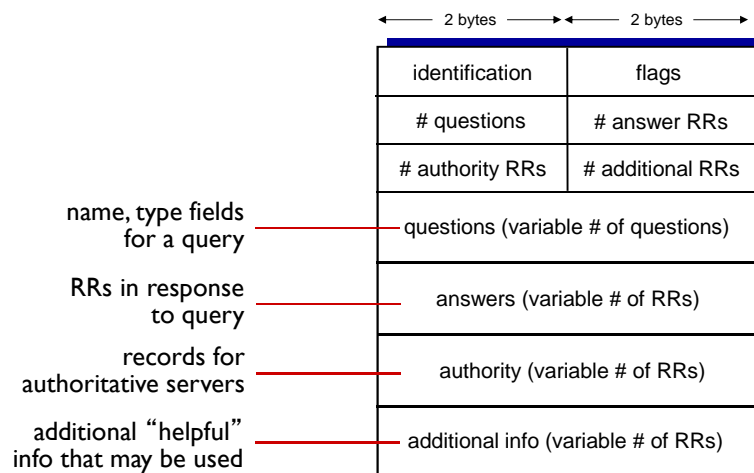 2 bytes 2 bytes
identification flags
# questions # answer RRs
# authority RRs # additional RRs
name, type fields
for a query
questions (variable # of questions)
RRs in response
to query
answers (variable # of RRs)
records for
authoritative servers
authority (variable # of RRs)
additional “helpful”
info that may be used
additional info (variable # of RRs)